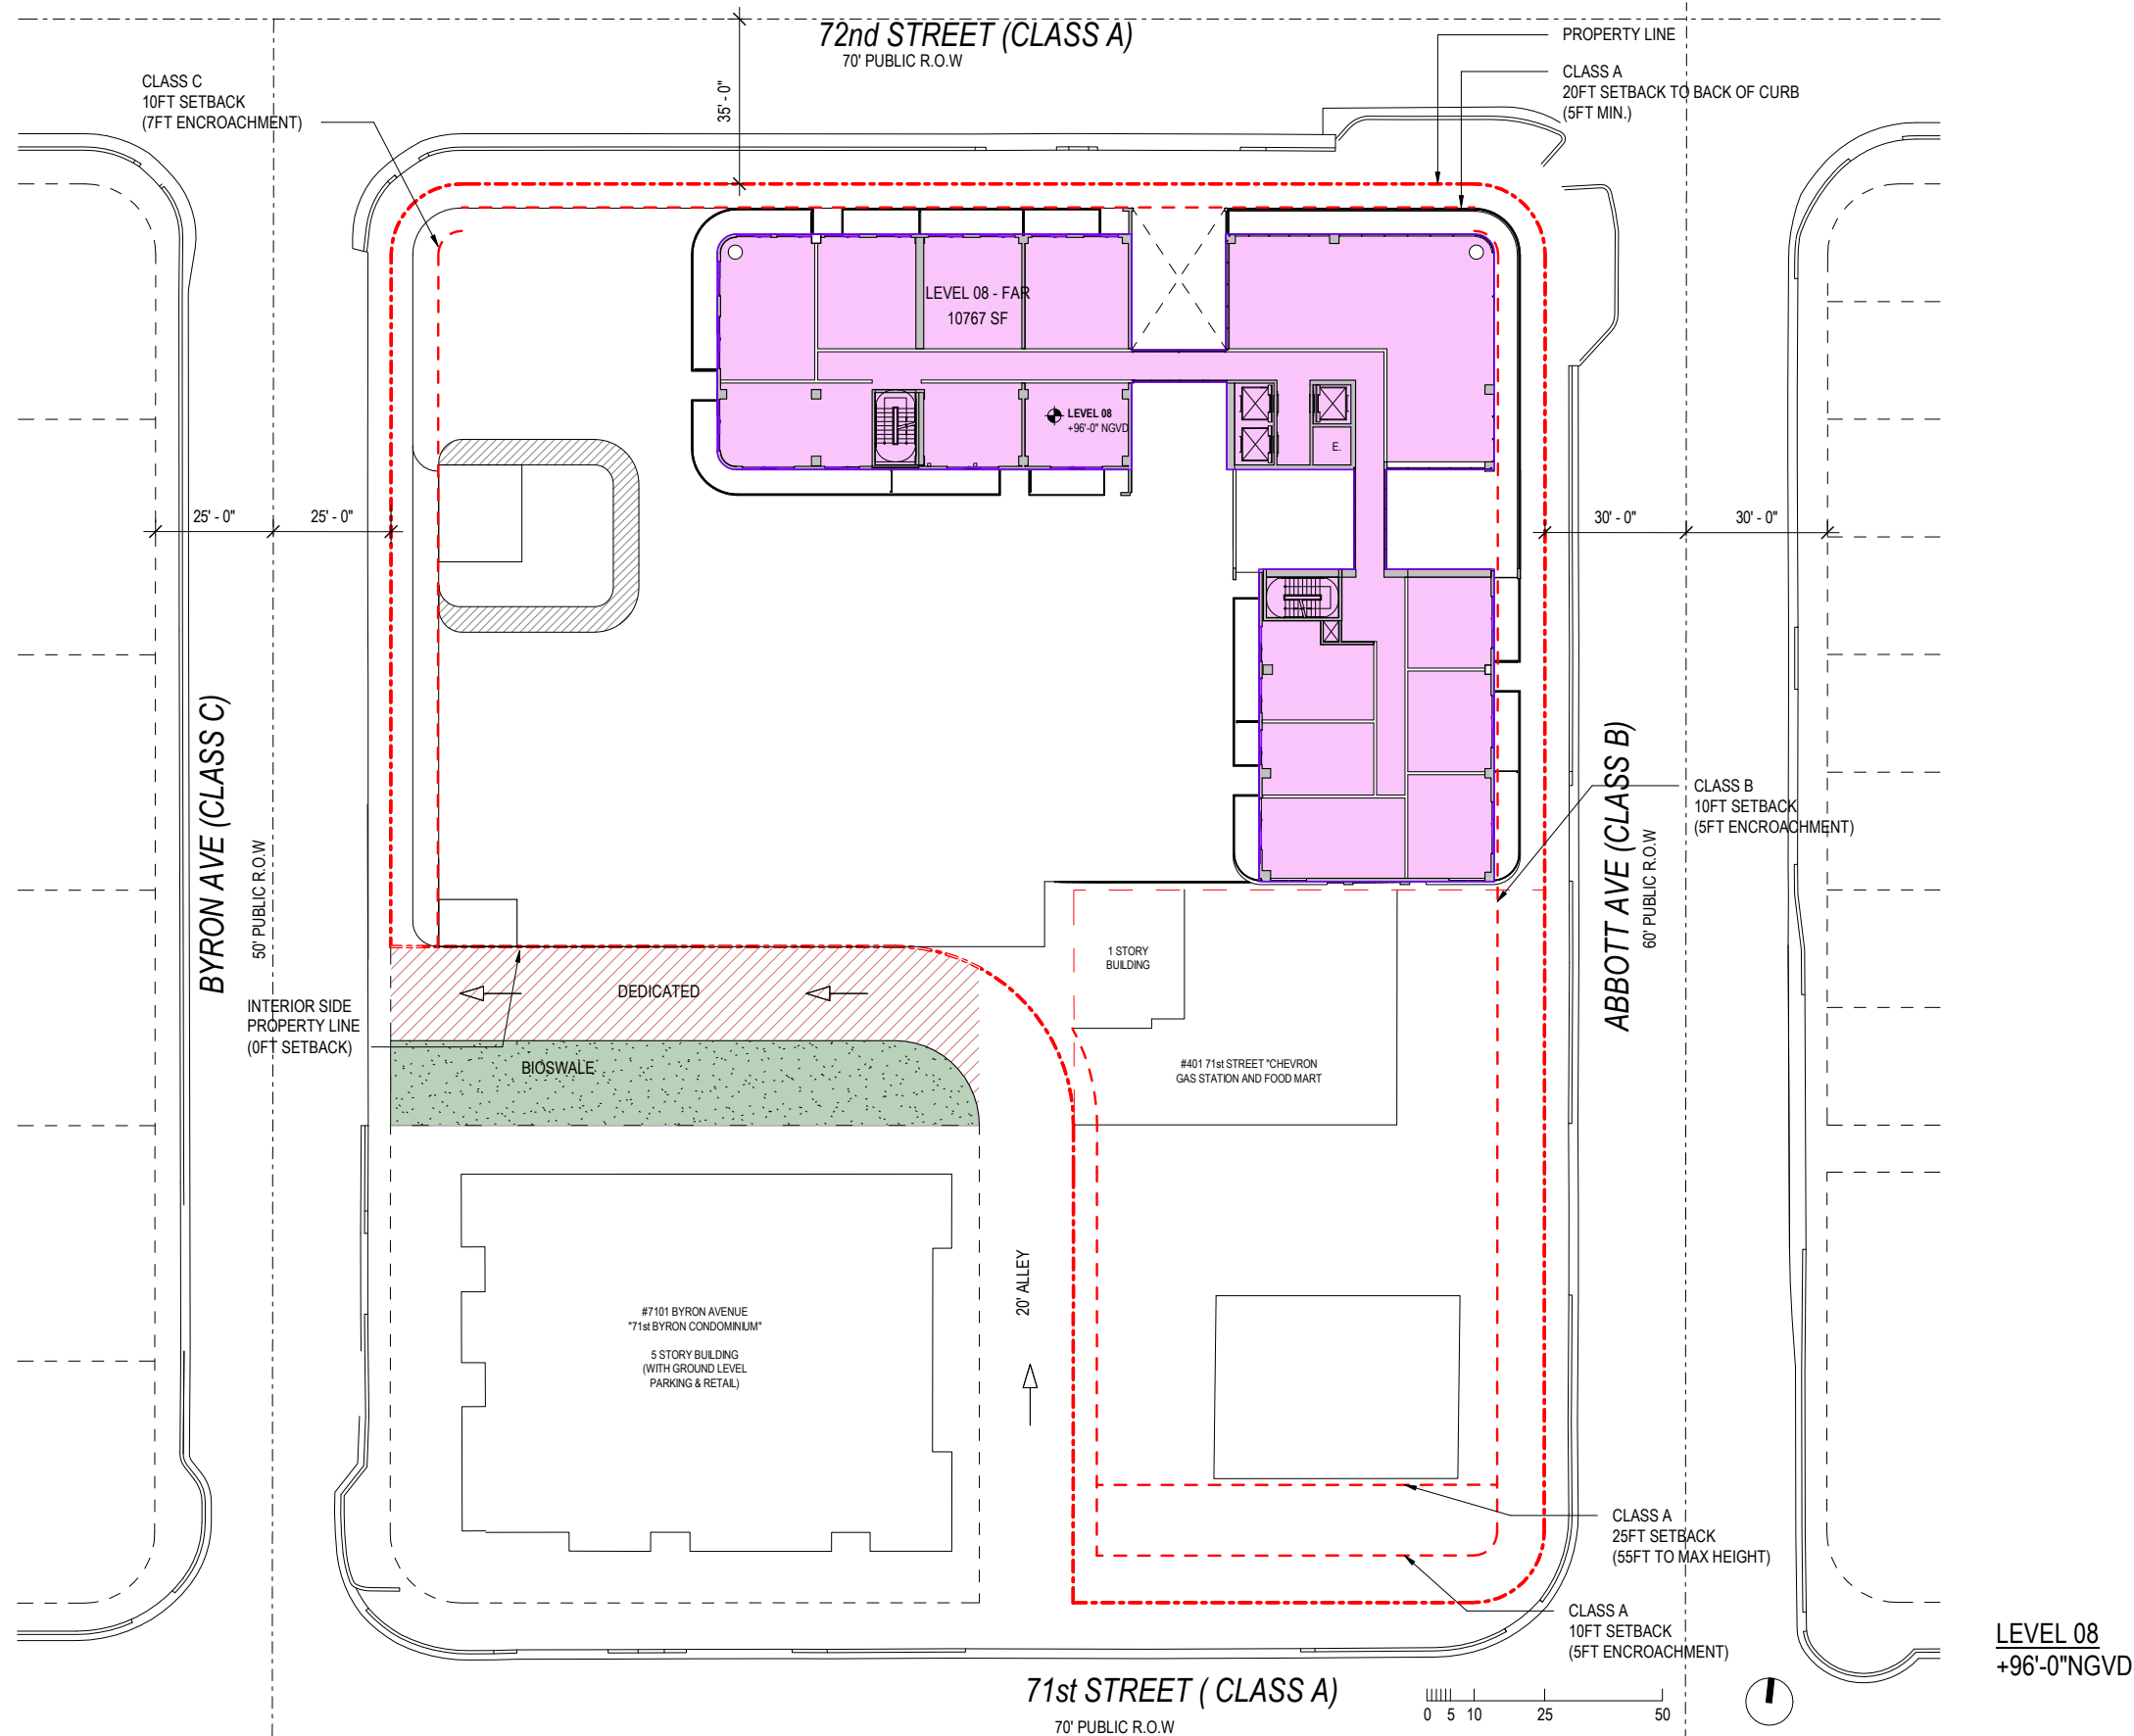 72nd STREET (CLASS A)
70' PUBLIC R.O.W
PROPERTY LINE
CLASS A
20FT SETBACK TO BACK OF CURB
(5FT MIN.)
CLASS C
10FT SETBACK
(7FT ENCROACHMENT)
35' - 0"
LEVEL 08 - FAR
10767 SF
LEVEL 08
+96'-0" NGVD
E.
25' - 0"
25' - 0"
30' - 0"
30' - 0"
BYRON AVE (CLASS C)
50' PUBLIC R.O.W
ABBOTT AVE (CLASS B)
60' PUBLIC R.O.W
CLASS B
10FT SETBACK
(5FT ENCROACHMENT)
1 STORY
BUILDING
DEDICATED
INTERIOR SIDE
PROPERTY LINE
(0FT SETBACK)
BIOSWALE
#401 71st STREET "CHEVRON
GAS STATION AND FOOD MART
20' ALLEY
#7101 BYRON AVENUE
"71st BYRON CONDOMINIUM"
5 STORY BUILDING
(WITH GROUND LEVEL
PARKING & RETAIL)
CLASS A
25FT SETBACK
(55FT TO MAX HEIGHT)
CLASS A
10FT SETBACK
(5FT ENCROACHMENT)
LEVEL 08
+96'-0"NGVD
71st STREET ( CLASS A)
70' PUBLIC R.O.W
0 5 10 25 50